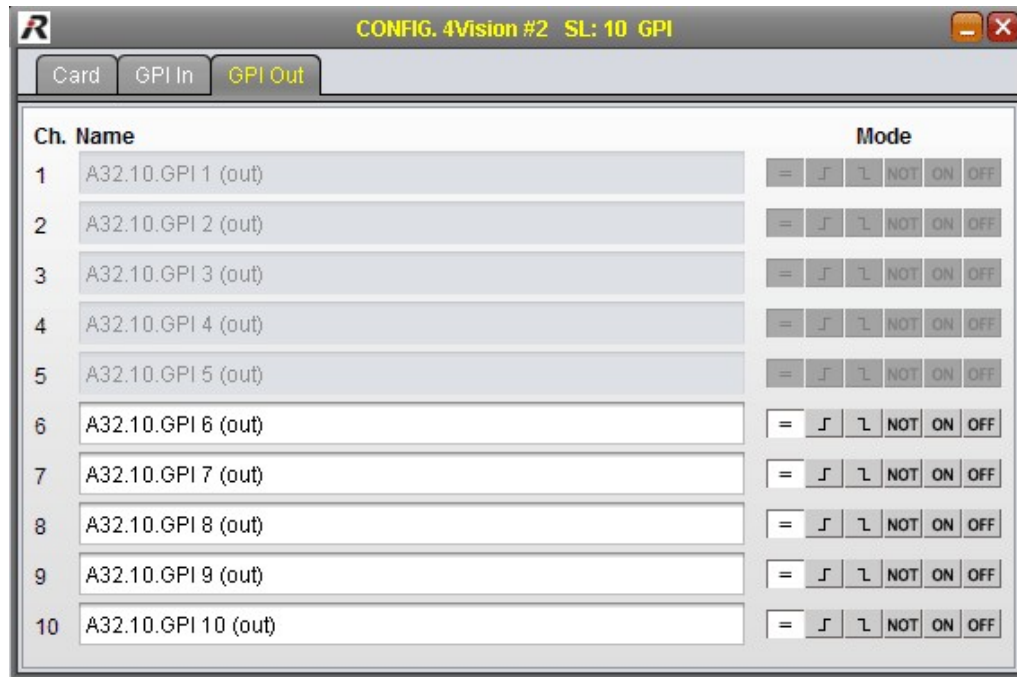 CONFIG. 4Vision #2 SL: 10 GPI
Card GPI In GPI Out
Ch. Name Mode
1 A32.10.GPI 1 (out) = NOT ON OFF
2 A32.10.GPI 2 (out) = NOT ON OFF
3 A32.10.GPI 3 (out) = NOT ON OFF
4 A32.10.GPI 4 (out) = NOT ON OFF
5 A32.10.GPI 5 (out) = NOT ON OFF
6 A32.10.GPI 6 (out) = NOT ON OFF
7 A32.10.GPI 7 (out) = NOT ON OFF
8 A32.10.GPI 8 (out) = NOT ON OFF
9 A32.10.GPI 9 (out) = NOT ON OFF
10 A32.10.GPI 10 (out) = NOT ON OFF